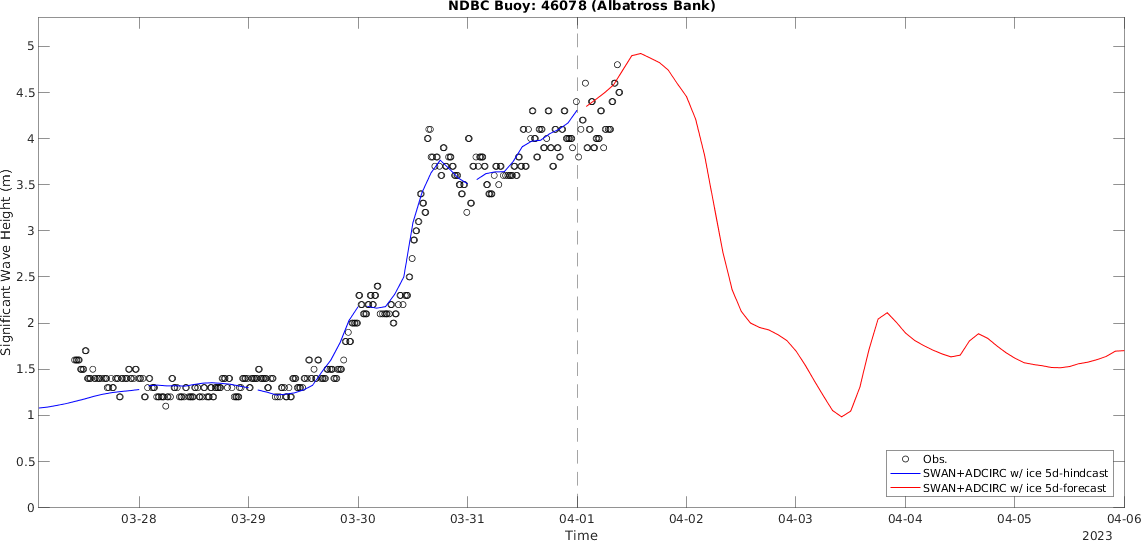 NDBC Buoy: 46078 (Albatross Bank)
Significant Wave Height (m)
5
4.5
4
3.5
3
2.5
2
1.5
1
0.5
0
Obs.
SWAN+ADCIRC w/ ice 5d-hindcast
SWAN+ADCIRC w/ ice 5d-forecast
03-28 03-29 03-30 03-31 04-01 04-02 04-03 04-04 04-05 04-06
Time
2023